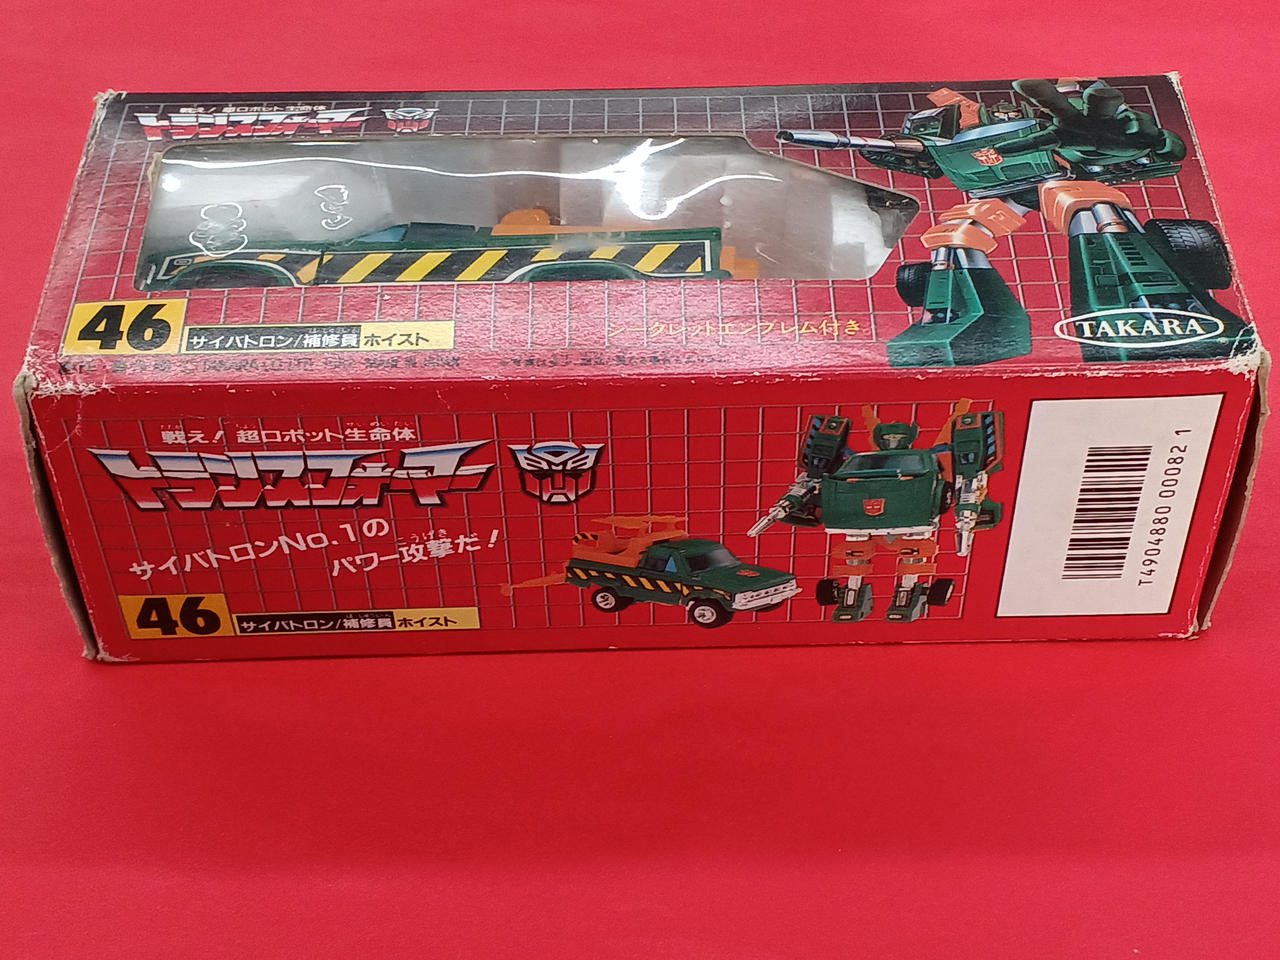 戦え!超ロボット生命体
トランスフォーマー
46
サイバトロン/補修員 ホイスト
シークレットエンブレム付き
TAKARA
戦え!超ロボット生命体
トランスフォーマー
サイバトロンNo.1の
パワー攻撃だ!
こうげき
46
サイバトロン/補修員 ホイスト
T4904880 00082 1